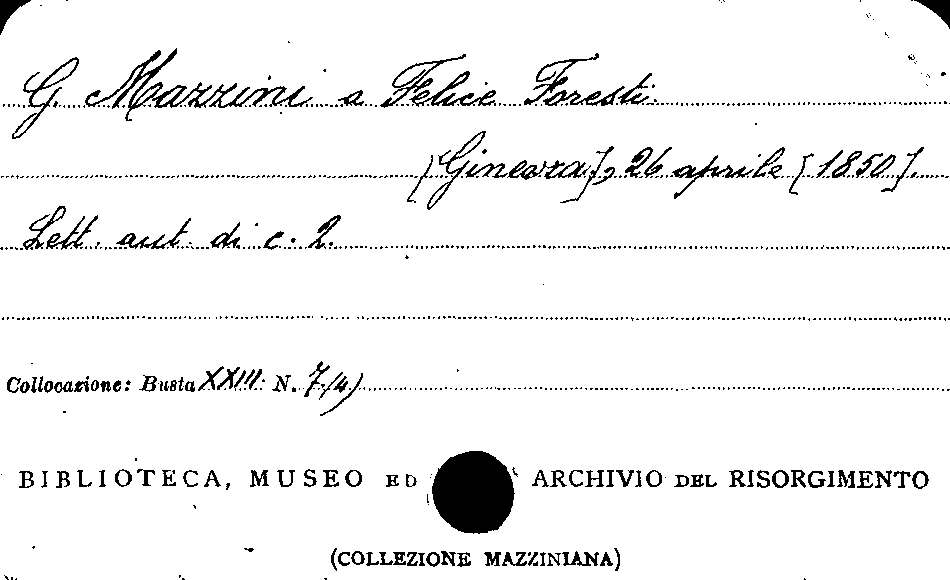 G. Mazzini a Felice Foresti.
[Ginevra], 26 aprile [1850].
Lett. aut. di c. 2.
Collocazione: Busta XXIII N. 7(4)
BIBLIOTECA, MUSEO ED ARCHIVIO DEL RISORGIMENTO
(COLLEZIONE MAZZINIANA)